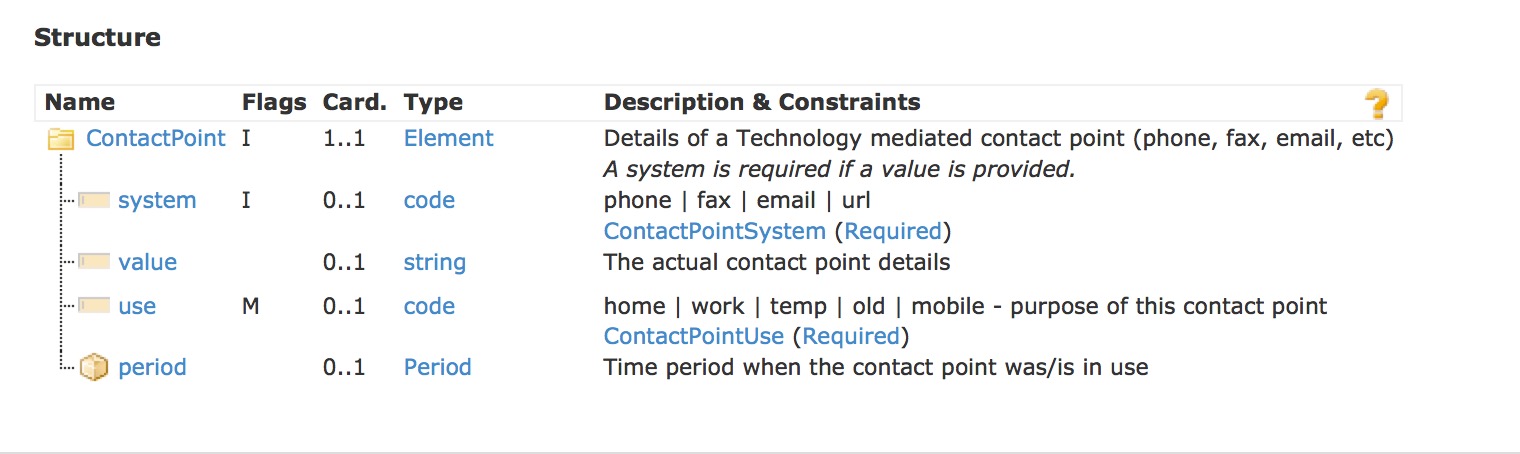 Structure
Name Flags Card. Type Description & Constraints ?
ContactPoint I 1..1 Element Details of a Technology mediated contact point (phone, fax, email, etc)
A system is required if a value is provided.
system I 0..1 code phone | fax | email | url
ContactPointSystem (Required)
value 0..1 string The actual contact point details
use M 0..1 code home | work | temp | old | mobile - purpose of this contact point
ContactPointUse (Required)
period 0..1 Period Time period when the contact point was/is in use